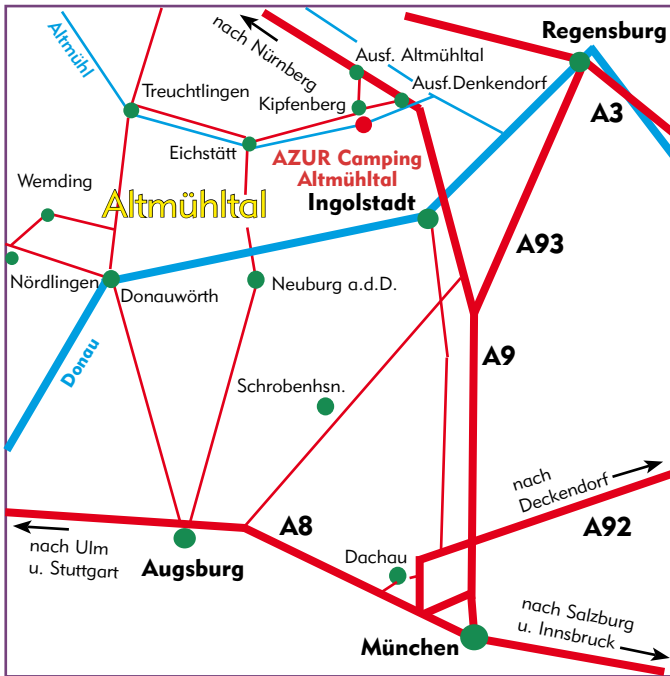 Regensburg
nach Nürnberg
Altmühl
Ausf. Altmühltal
Ausf.Denkendorf
Treuchtlingen
Kipfenberg
A3
Eichstätt
AZUR Camping
Altmühltal
Wemding
Altmühltal
Ingolstadt
A93
Nördlingen
Donauwörth
Neuburg a.d.D.
A9
Donau
Schrobenhsn.
nach
Deckendorf
A8
A92
nach Ulm
u. Stuttgart
Augsburg
Dachau
nach Salzburg
u. Innsbruck
München